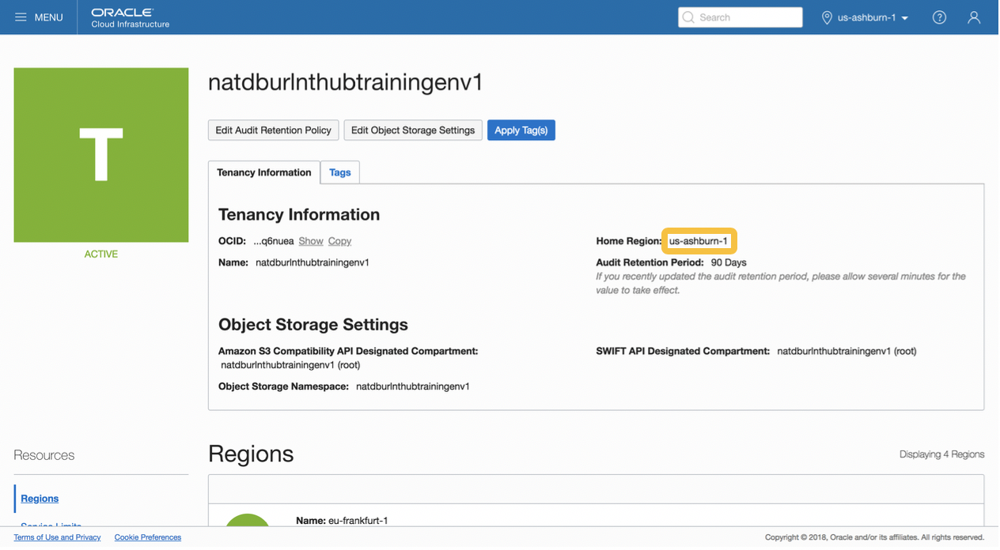 MENU
ORACLE
Cloud Infrastructure
Search
us-ashburn-1
T
ACTIVE
natdburlnthubtrainingenv1
Edit Audit Retention Policy
Edit Object Storage Settings
Apply Tag(s)
Tenancy Information
Tags
Tenancy Information
OCID: ...q6nuea Show Copy
Name: natdburlnthubtrainingenv1
Home Region: us-ashburn-1
Audit Retention Period: 90 Days
If you recently updated the audit retention period, please allow several minutes for the
value to take effect.
Object Storage Settings
Amazon S3 Compatibility API Designated Compartment:
natdburlnthubtrainingenv1 (root)
Object Storage Namespace: natdburlnthubtrainingenv1
SWIFT API Designated Compartment: natdburlnthubtrainingenv1 (root)
Resources
Regions
Service Limits
Regions
Displaying 4 Regions
Name: eu-frankfurt-1
Terms of Use and Privacy
Cookie Preferences
Copyright © 2018, Oracle and/or its affiliates. All rights reserved.